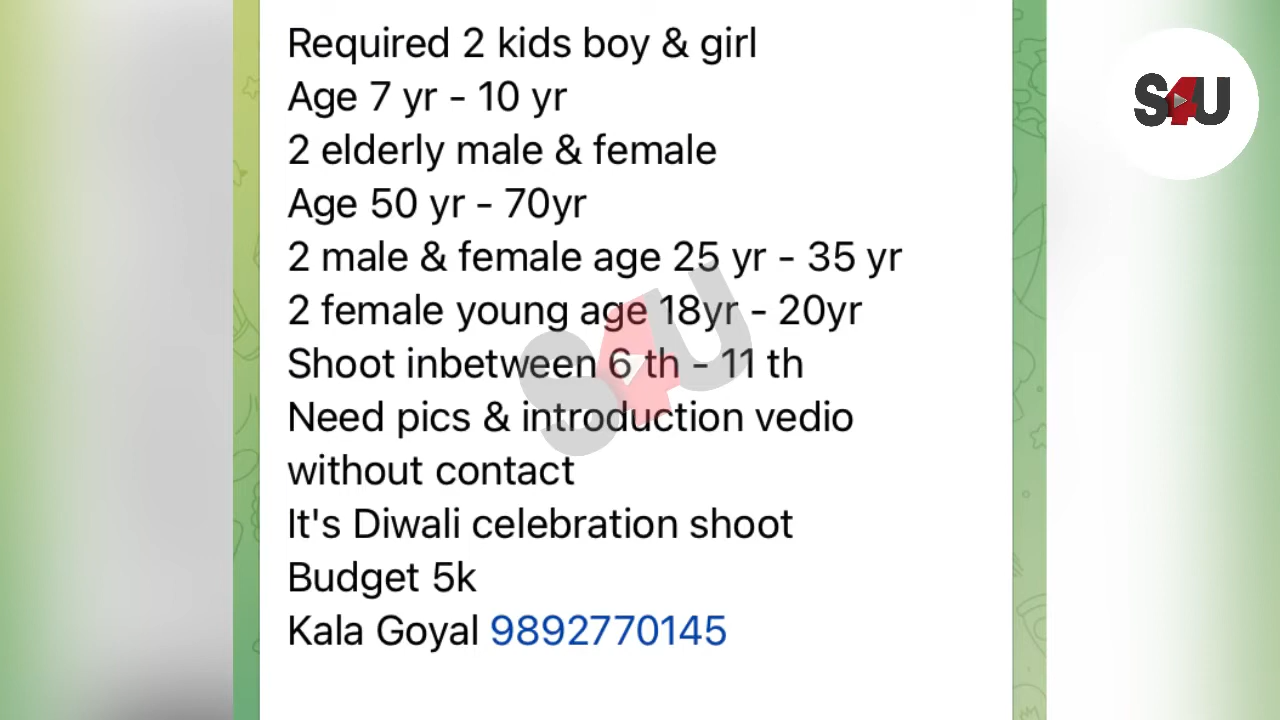 Required 2 kids boy & girl
Age 7 yr - 10 yr
2 elderly male & female
Age 50 yr - 70yr
2 male & female age 25 yr - 35 yr
2 female young age 18yr - 20yr
Shoot inbetween 6 th - 11 th
Need pics & introduction vedio
without contact
It's Diwali celebration shoot
Budget 5k
Kala Goyal 9892770145
S4U
S4U